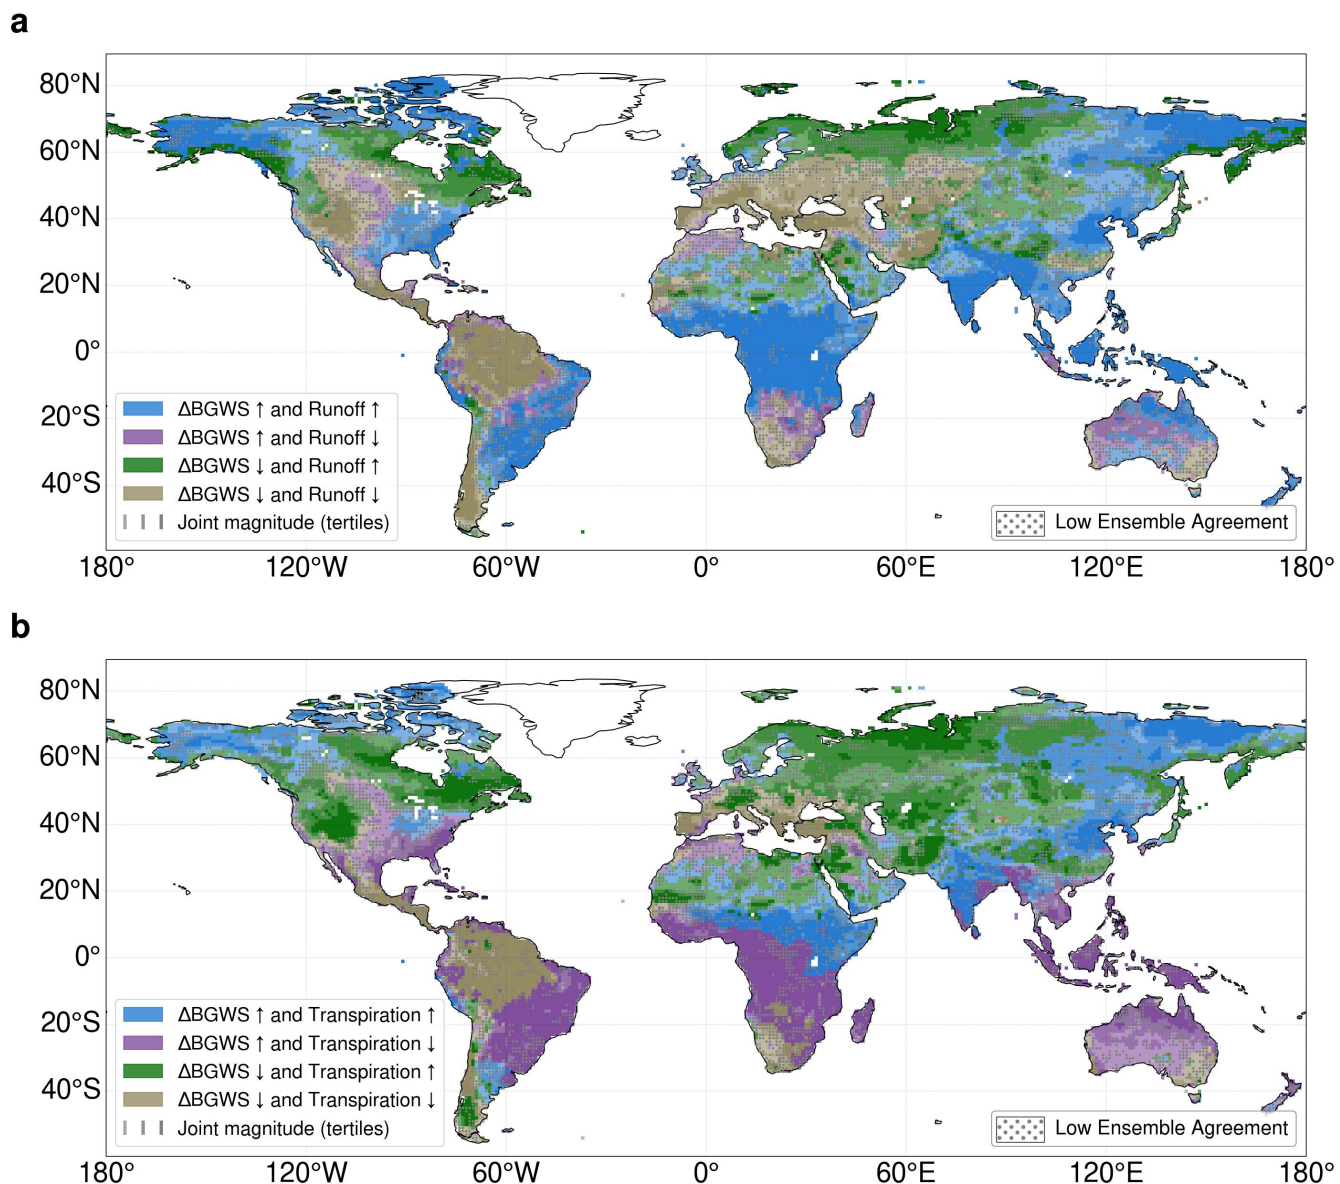 a
80°N
60°N
40°N
20°N
0°
20°S
40°S
ΔBGWS ↑ and Runoff ↑
ΔBGWS ↑ and Runoff ↓
ΔBGWS ↓ and Runoff ↑
ΔBGWS ↓ and Runoff ↓
Joint magnitude (tertiles)
Low Ensemble Agreement
180° 120°W 60°W 0° 60°E 120°E 180°
b
80°N
60°N
40°N
20°N
0°
20°S
40°S
ΔBGWS ↑ and Transpiration ↑
ΔBGWS ↑ and Transpiration ↓
ΔBGWS ↓ and Transpiration ↑
ΔBGWS ↓ and Transpiration ↓
Joint magnitude (tertiles)
Low Ensemble Agreement
180° 120°W 60°W 0° 60°E 120°E 180°